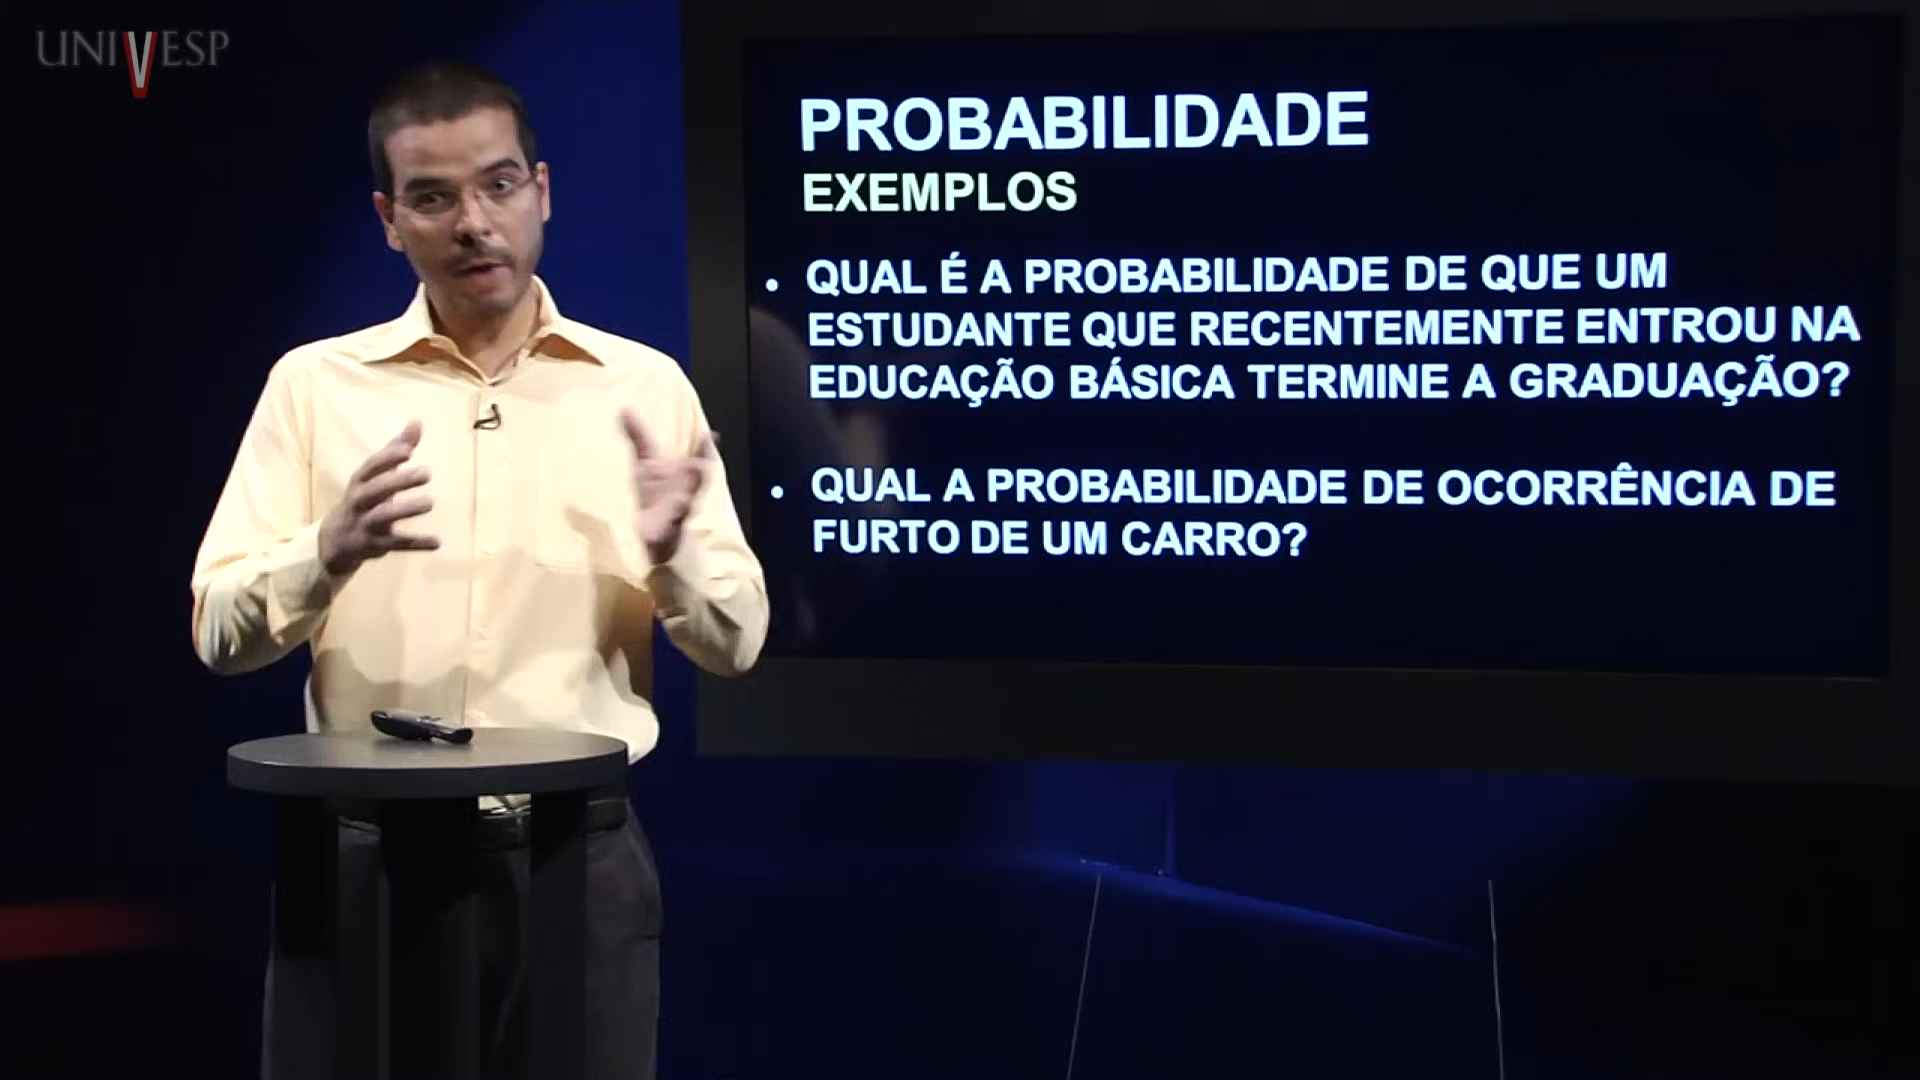 UNIVESP
PROBABILIDADE
EXEMPLOS
• QUAL É A PROBABILIDADE DE QUE UM
ESTUDANTE QUE RECENTEMENTE ENTROU NA
EDUCAÇÃO BÁSICA TERMINE A GRADUAÇÃO?
• QUAL A PROBABILIDADE DE OCORRÊNCIA DE
FURTO DE UM CARRO?